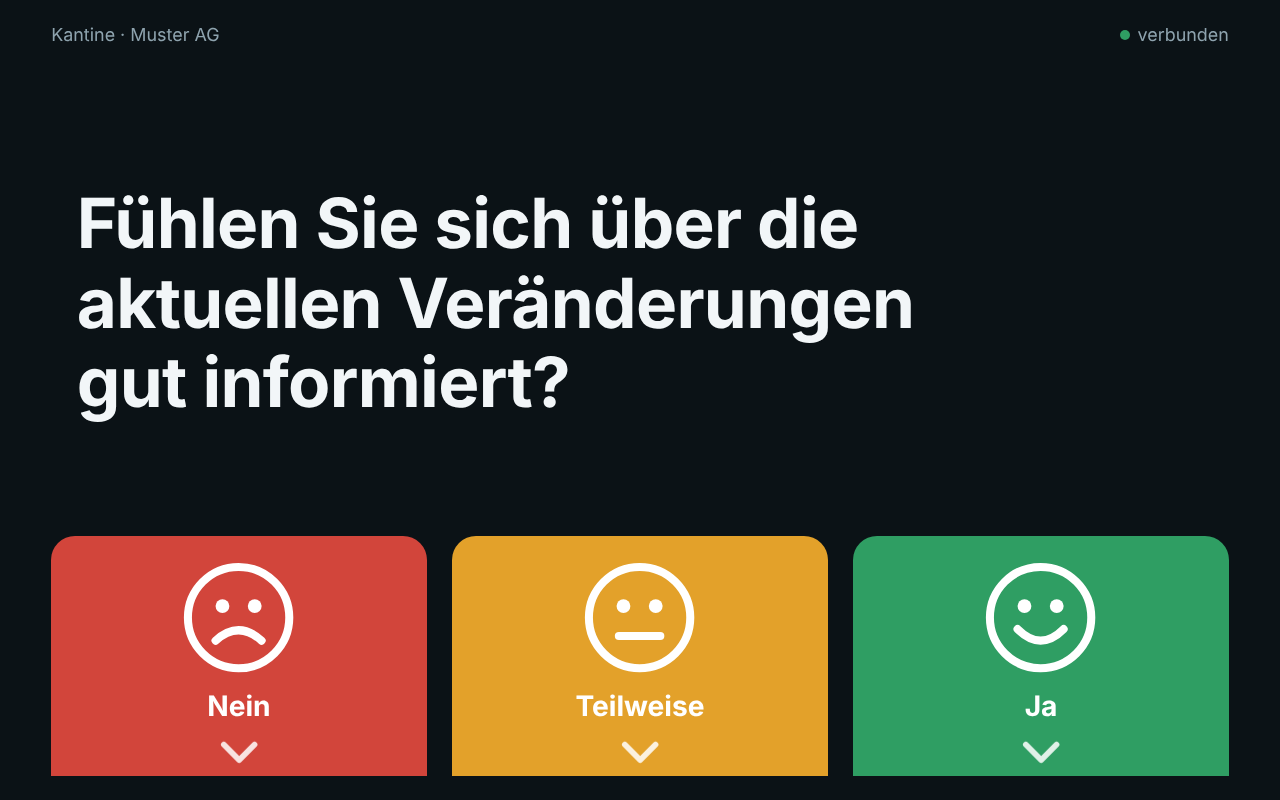 Kantine · Muster AG
verbunden
Fühlen Sie sich über die
aktuellen Veränderungen
gut informiert?
Nein
Teilweise
Ja